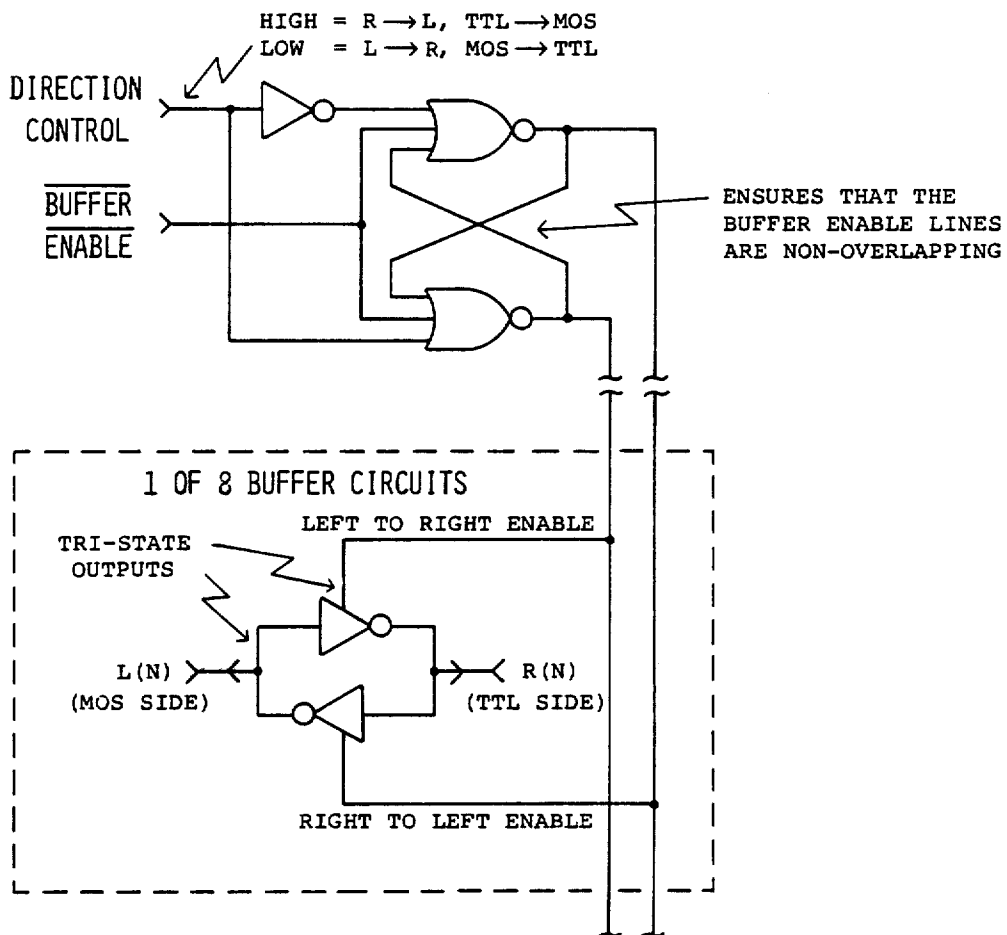 HIGH = R→L, TTL→MOS
LOW = L→R, MOS→TTL
DIRECTION
CONTROL
BUFFER
ENABLE
ENSURES THAT THE
BUFFER ENABLE LINES
ARE NON-OVERLAPPING
1 OF 8 BUFFER CIRCUITS
LEFT TO RIGHT ENABLE
TRI-STATE
OUTPUTS
L(N)
(MOS SIDE)
R(N)
(TTL SIDE)
RIGHT TO LEFT ENABLE